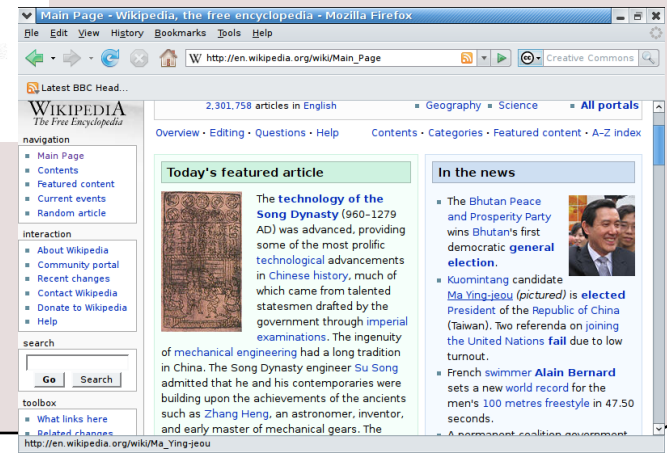 Main Page - Wikipedia, the free encyclopedia - Mozilla Firefox
File Edit View History Bookmarks Tools Help
W http://en.wikipedia.org/wiki/Main_Page
cc Creative Commons
Latest BBC Head...
WIKIPEDIA
The Free Encyclopedia
navigation
Main Page
Contents
Featured content
Current events
Random article
interaction
About Wikipedia
Community portal
Recent changes
Contact Wikipedia
Donate to Wikipedia
Help
search
Go Search
toolbox
What links here
Related changes
2,301,758 articles in English
▪ Geography ▪ Science ▪ All portals
Overview · Editing · Questions · Help
Contents · Categories · Featured content · A–Z index
Today's featured article
The technology of the
Song Dynasty (960–1279
AD) was advanced, providing
some of the most prolific
technological advancements
in Chinese history, much of
which came from talented
statesmen drafted by the
government through imperial
examinations. The ingenuity
of mechanical engineering had a long tradition
in China. The Song Dynasty engineer Su Song
admitted that he and his contemporaries were
building upon the achievements of the ancients
such as Zhang Heng, an astronomer, inventor,
and early master of mechanical gears. The
In the news
The Bhutan Peace
and Prosperity Party
wins Bhutan's first
democratic general
election.
Kuomintang candidate
Ma Ying-jeou (pictured) is elected
President of the Republic of China
(Taiwan). Two referenda on joining
the United Nations fail due to low
turnout.
French swimmer Alain Bernard
sets a new world record for the
men's 100 metres freestyle in 47.50
seconds.
A permanent coalition government
http://en.wikipedia.org/wiki/Ma_Ying-jeou